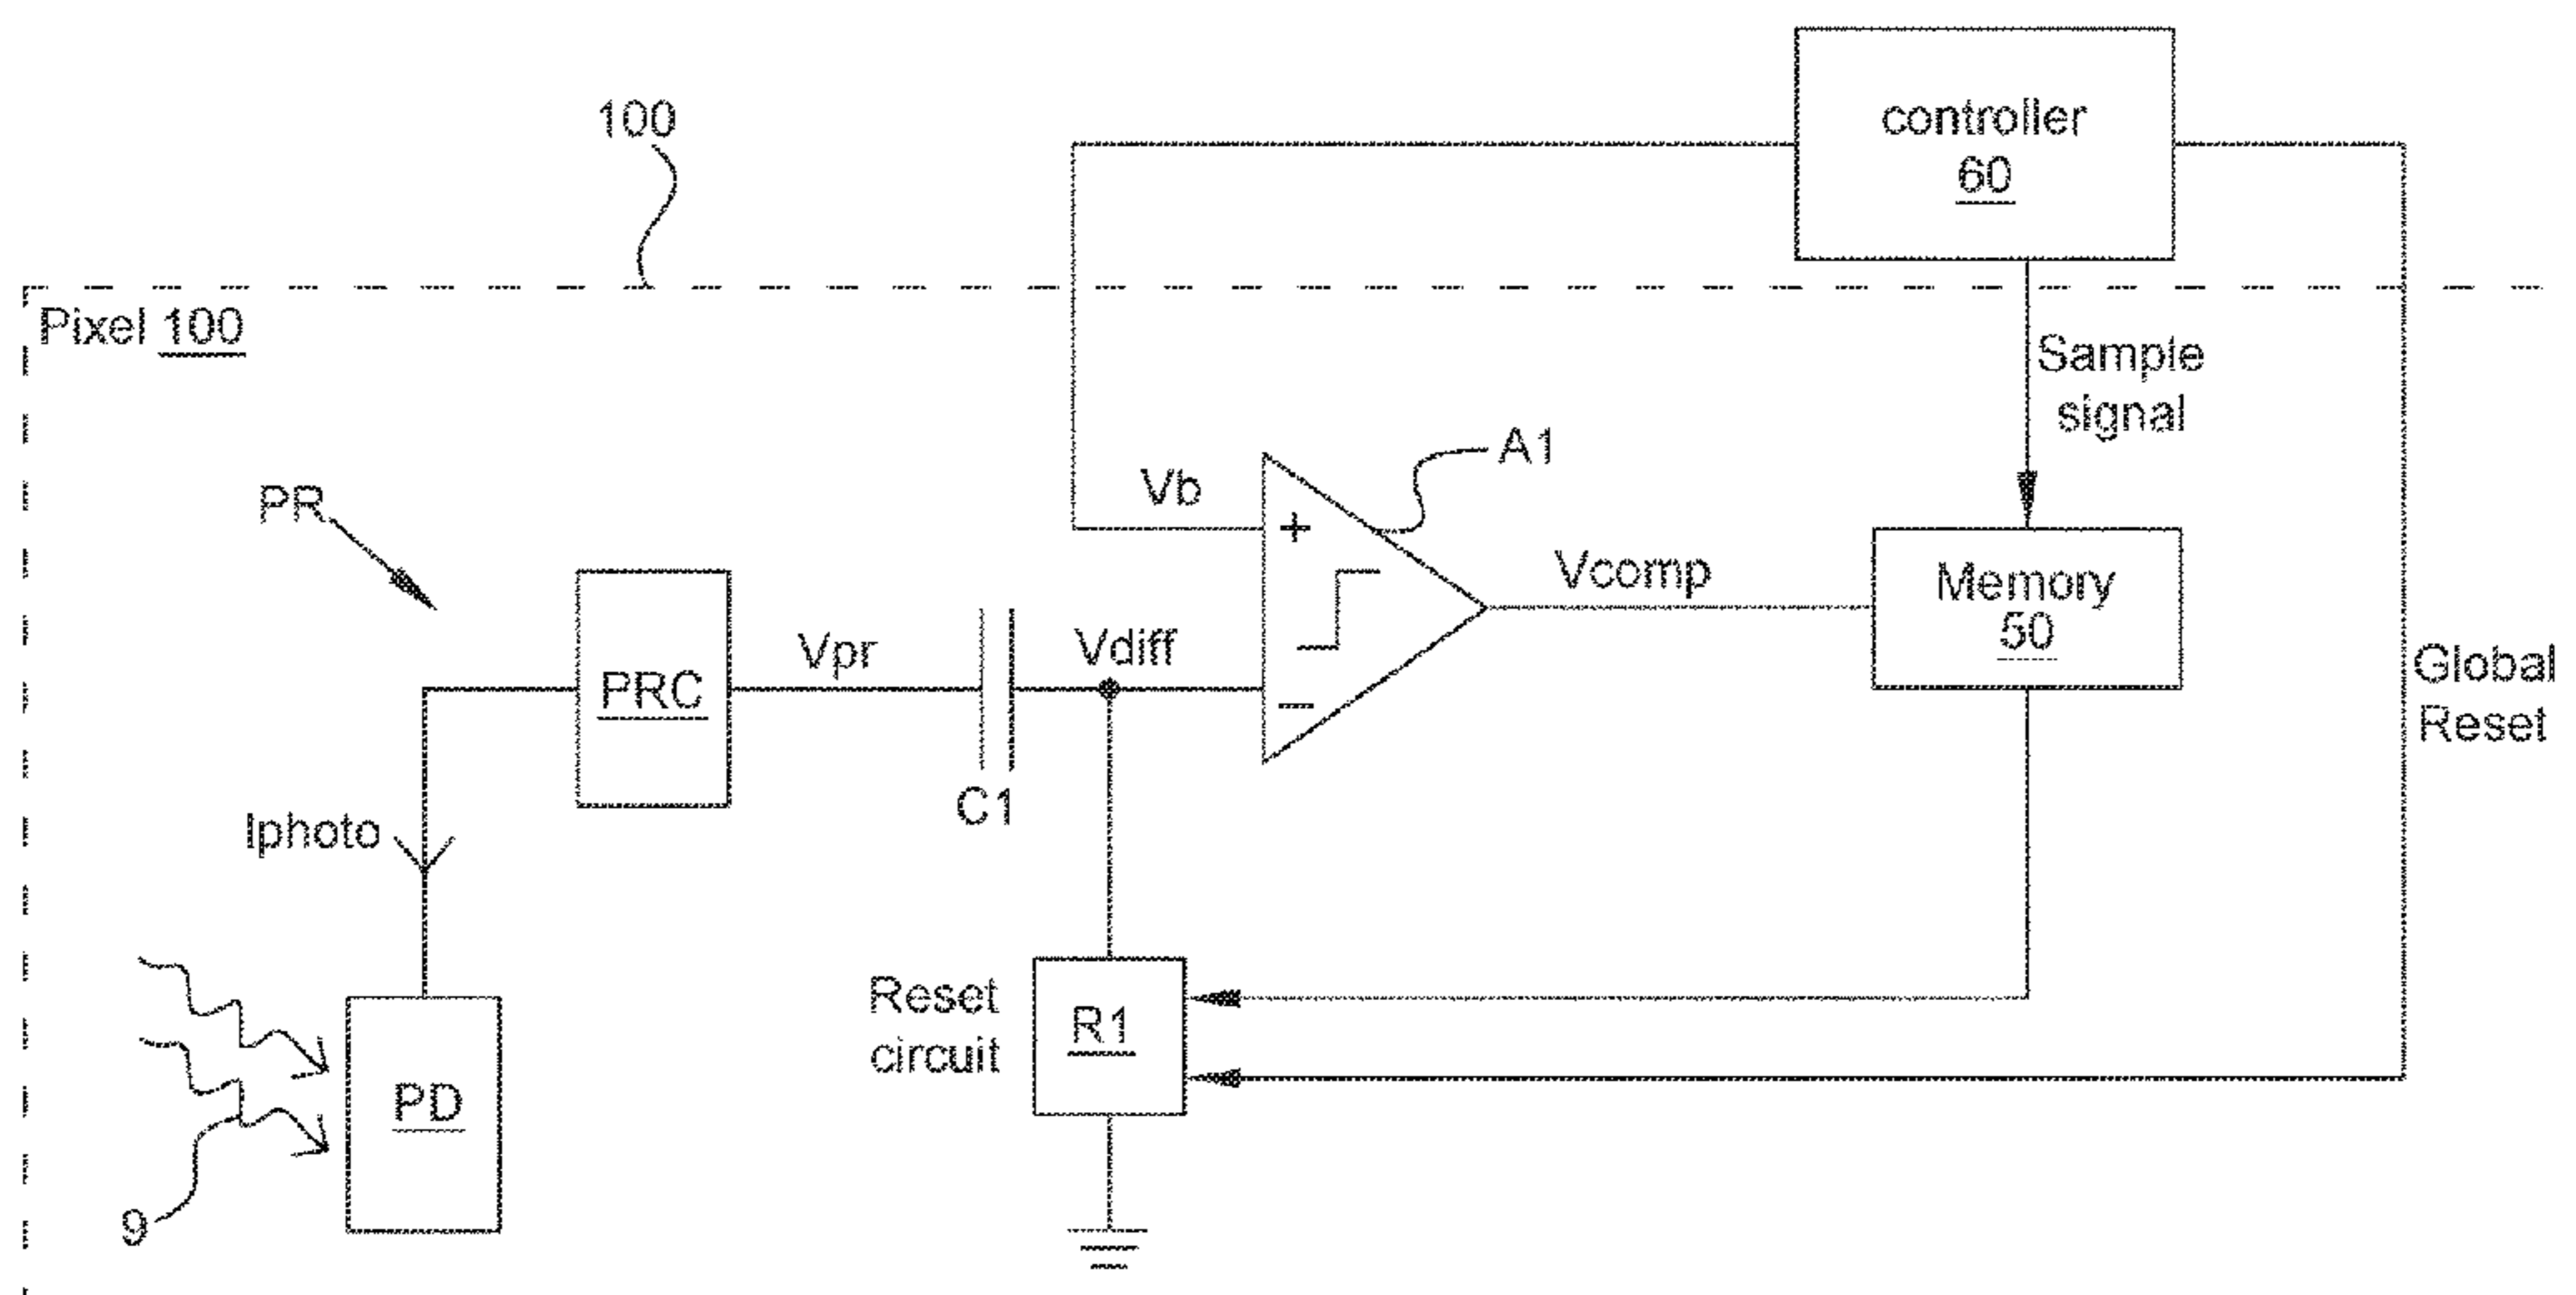 controller
60
100
Pixel 100
Sample
signal
A1
Vb
+
PR
Vcomp
Memory
50
Vpr
Vdiff
PRC
−
Global
Reset
C1
Iphoto
Reset
circuit
R1
PD
9